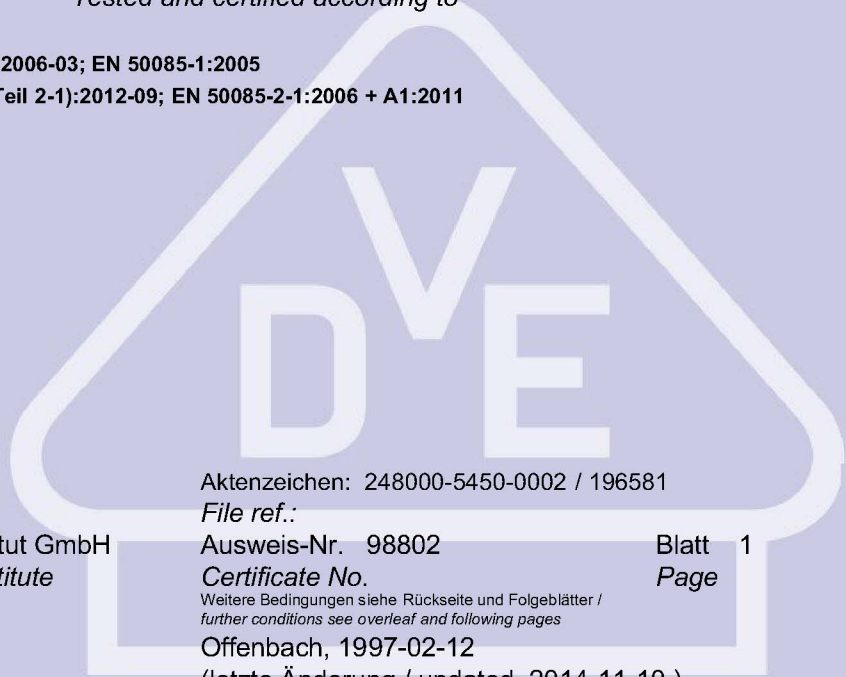 Tested and certified according to
2006-03; EN 50085-1:2005
Teil 2-1):2012-09; EN 50085-2-1:2006 + A1:2011
V
D E
Aktenzeichen: 248000-5450-0002 / 196581
File ref.:
tut GmbH Ausweis-Nr. 98802 Blatt 1
titute Certificate No. Page
Weitere Bedingungen siehe Rückseite und Folgeblätter /
further conditions see overleaf and following pages
Offenbach, 1997-02-12
(letzte Änderung / updated 2014-11-10 )